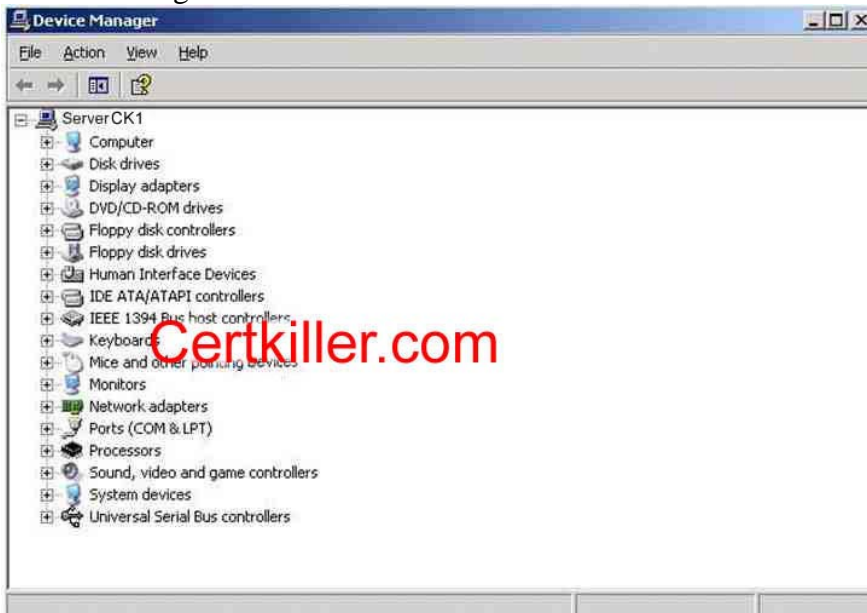 Device Manager
File Action View Help
ServerCK1
Computer
Disk drives
Display adapters
DVD/CD-ROM drives
Floppy disk controllers
Floppy disk drives
Human Interface Devices
IDE ATA/ATAPI controllers
IEEE 1394 Bus host controllers
Keyboards
Certkiller.com
Mice and other pointing devices
Monitors
Network adapters
Ports (COM & LPT)
Processors
Sound, video and game controllers
System devices
Universal Serial Bus controllers